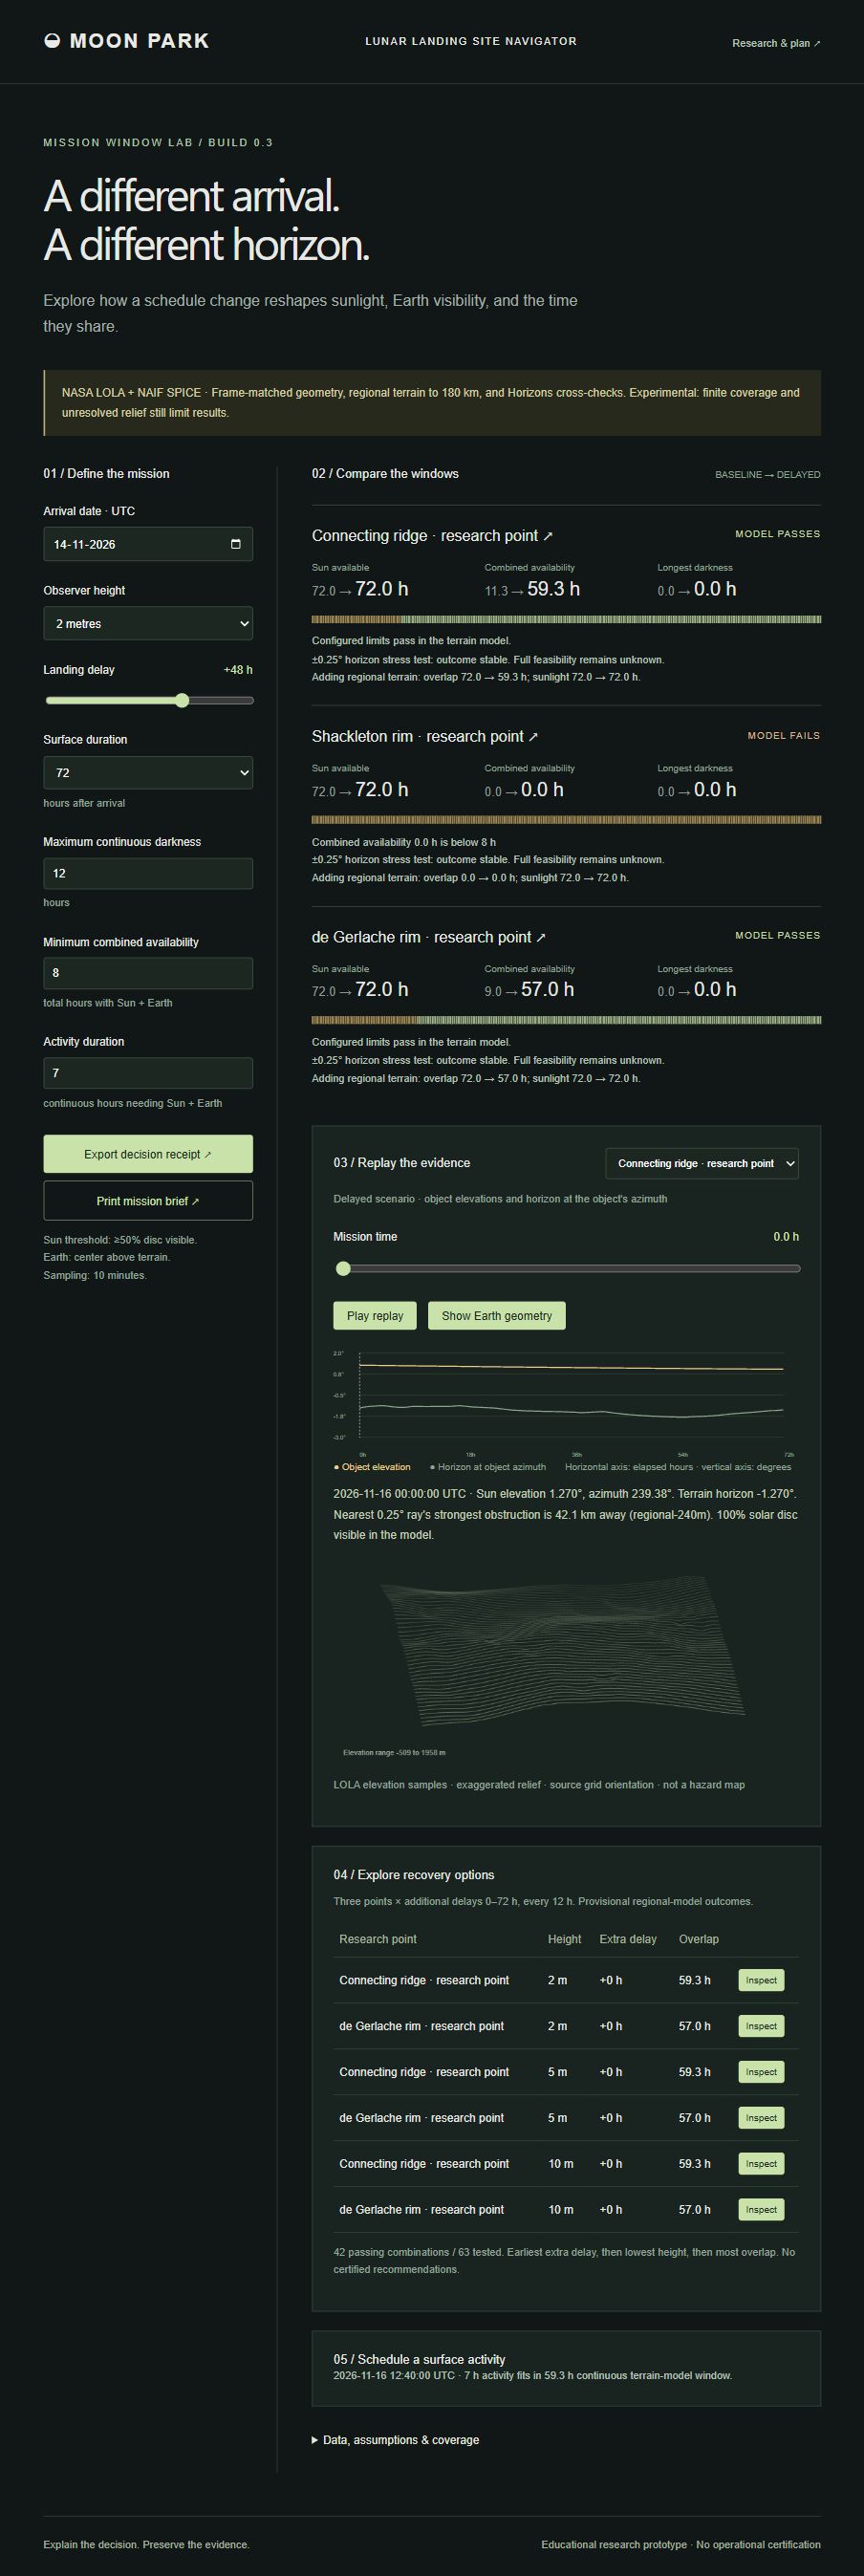 MOON PARK
LUNAR LANDING SITE NAVIGATOR
Research & plan ↗
MISSION WINDOW LAB / BUILD 0.3
A different arrival.
A different horizon.
Explore how a schedule change reshapes sunlight, Earth visibility, and the time
they share.
NASA LOLA + NAIF SPICE · Frame-matched geometry, regional terrain to 180 km, and Horizons cross-checks. Experimental: finite coverage and
unresolved relief still limit results.
01 / Define the mission
Arrival date · UTC
14-11-2026
Observer height
2 metres
Landing delay +48 h
Surface duration
72
hours after arrival
Maximum continuous darkness
12
hours
Minimum combined availability
8
total hours with Sun + Earth
Activity duration
7
continuous hours needing Sun + Earth
Export decision receipt ↗
Print mission brief ↗
Sun threshold: ≥50% disc visible.
Earth: center above terrain.
Sampling: 10 minutes.
02 / Compare the windows BASELINE → DELAYED
Connecting ridge · research point ↗ MODEL PASSES
Sun available Combined availability Longest darkness
72.0 → 72.0 h 11.3 → 59.3 h 0.0 → 0.0 h
Configured limits pass in the terrain model.
±0.25° horizon stress test: outcome stable. Full feasibility remains unknown.
Adding regional terrain: overlap 72.0 → 59.3 h; sunlight 72.0 → 72.0 h.
Shackleton rim · research point ↗ MODEL FAILS
Sun available Combined availability Longest darkness
72.0 → 72.0 h 0.0 → 0.0 h 0.0 → 0.0 h
Combined availability 0.0 h is below 8 h
±0.25° horizon stress test: outcome stable. Full feasibility remains unknown.
Adding regional terrain: overlap 0.0 → 0.0 h; sunlight 72.0 → 72.0 h.
de Gerlache rim · research point ↗ MODEL PASSES
Sun available Combined availability Longest darkness
72.0 → 72.0 h 9.0 → 57.0 h 0.0 → 0.0 h
Configured limits pass in the terrain model.
±0.25° horizon stress test: outcome stable. Full feasibility remains unknown.
Adding regional terrain: overlap 72.0 → 57.0 h; sunlight 72.0 → 72.0 h.
03 / Replay the evidence Connecting ridge · research point
Delayed scenario · object elevations and horizon at the object's azimuth
Mission time 0.0 h
Play replay Show Earth geometry
2.0°
0.8°
-0.5°
-1.8°
-3.0°
0h 18h 36h 54h 72h
● Object elevation ● Horizon at object azimuth Horizontal axis: elapsed hours · vertical axis: degrees
2026-11-16 00:00:00 UTC · Sun elevation 1.270°, azimuth 239.38°. Terrain horizon -1.270°.
Nearest 0.25° ray's strongest obstruction is 42.1 km away (regional-240m). 100% solar disc
visible in the model.
Elevation range -589 to 1958 m
LOLA elevation samples · exaggerated relief · source grid orientation · not a hazard map
04 / Explore recovery options
Three points × additional delays 0–72 h, every 12 h. Provisional regional-model outcomes.
Research point Height Extra delay Overlap
Connecting ridge · research point 2 m +0 h 59.3 h Inspect
de Gerlache rim · research point 2 m +0 h 57.0 h Inspect
Connecting ridge · research point 5 m +0 h 59.3 h Inspect
de Gerlache rim · research point 5 m +0 h 57.0 h Inspect
Connecting ridge · research point 10 m +0 h 59.3 h Inspect
de Gerlache rim · research point 10 m +0 h 57.0 h Inspect
42 passing combinations / 63 tested. Earliest extra delay, then lowest height, then most overlap. No
certified recommendations.
05 / Schedule a surface activity
2026-11-16 12:40:00 UTC · 7 h activity fits in 59.3 h continuous terrain-model window.
▶ Data, assumptions & coverage
Explain the decision. Preserve the evidence.
Educational research prototype · No operational certification